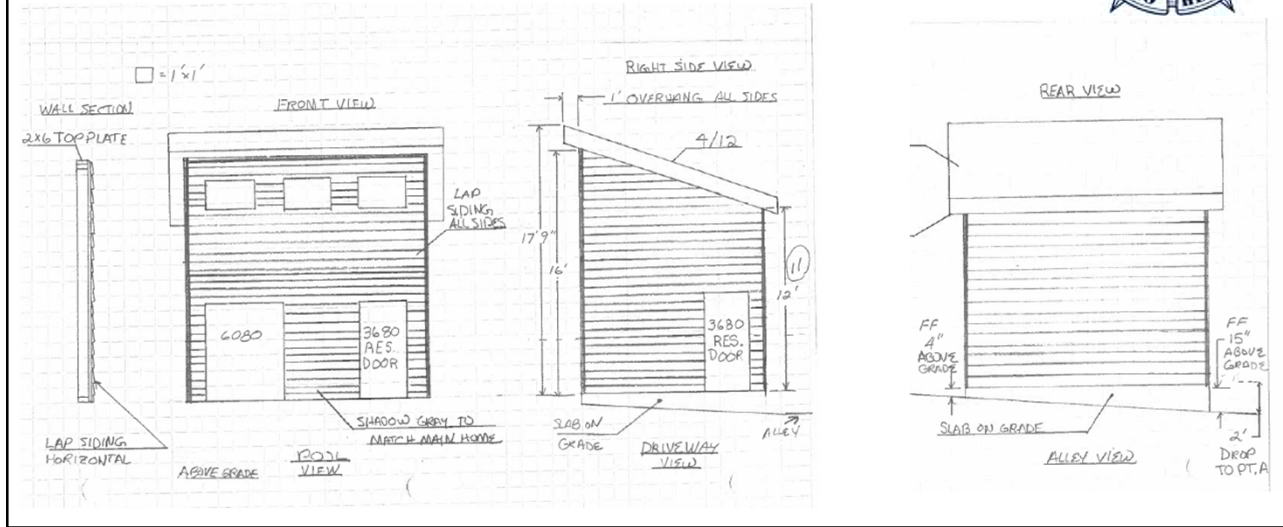 □ = 1'x1'
WALL SECTION
2x6 TOP PLATE
LAP SIDING
HORIZONTAL
FRONT VIEW
LAP
SIDING
ALL SIDES
6080
3680
RES.
DOOR
SHADOW GRAY TO
MATCH MAIN HOME
ABOVE GRADE
POOL
VIEW
RIGHT SIDE VIEW
1' OVERHANG ALL SIDES
4/12
17'9"
16'
11
12'
3680
RES.
DOOR
SLAB ON
GRADE
DRIVEWAY
VIEW
ALLEY
REAR VIEW
FF
4"
ABOVE
GRADE
FF
15"
ABOVE
GRADE
SLAB ON GRADE
ALLEY VIEW
2'
DROP
TO PT.A